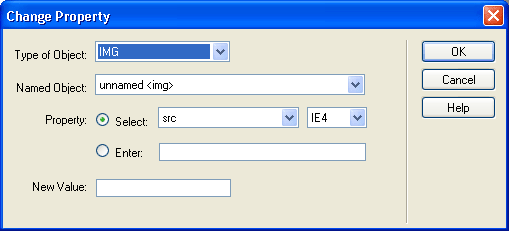 Change Property
Type of Object: IMG
OK
Named Object: unnamed <img>
Cancel
Property: Select: src IE4
Help
Enter:
New Value: